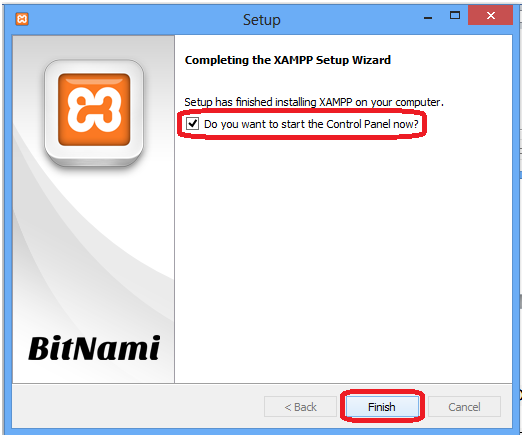 Setup
Completing the XAMPP Setup Wizard
Setup has finished installing XAMPP on your computer.
Do you want to start the Control Panel now?
BitNami
< Back
Finish
Cancel